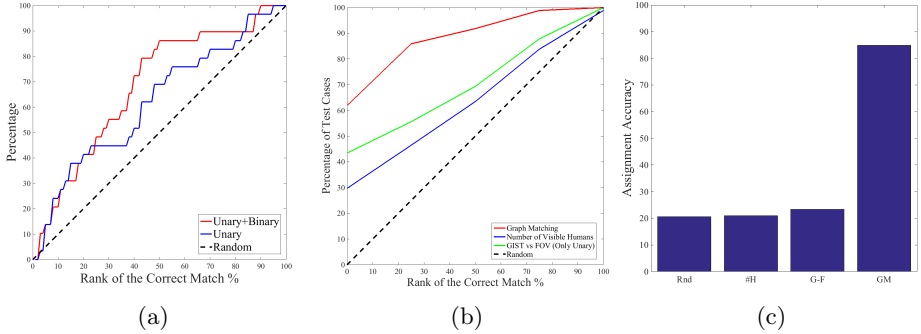 Percentage
100
90
80
70
60
50
40
30
20
10
0
0 10 20 30 40 50 60 70 80 90 100
Rank of the Correct Match %
Unary+Binary
Unary
Random
(a)
Percentage of Test Cases
100
90
80
70
60
50
40
30
20
10
0
0 10 20 30 40 50 60 70 80 90 100
Rank of the Correct Match %
Graph Matching
Number of Visible Humans
GIST vs FOV (Only Unary)
Random
(b)
Assignment Accuracy
100
90
80
70
60
50
40
30
20
10
0
Rnd #H G-F GM
(c)